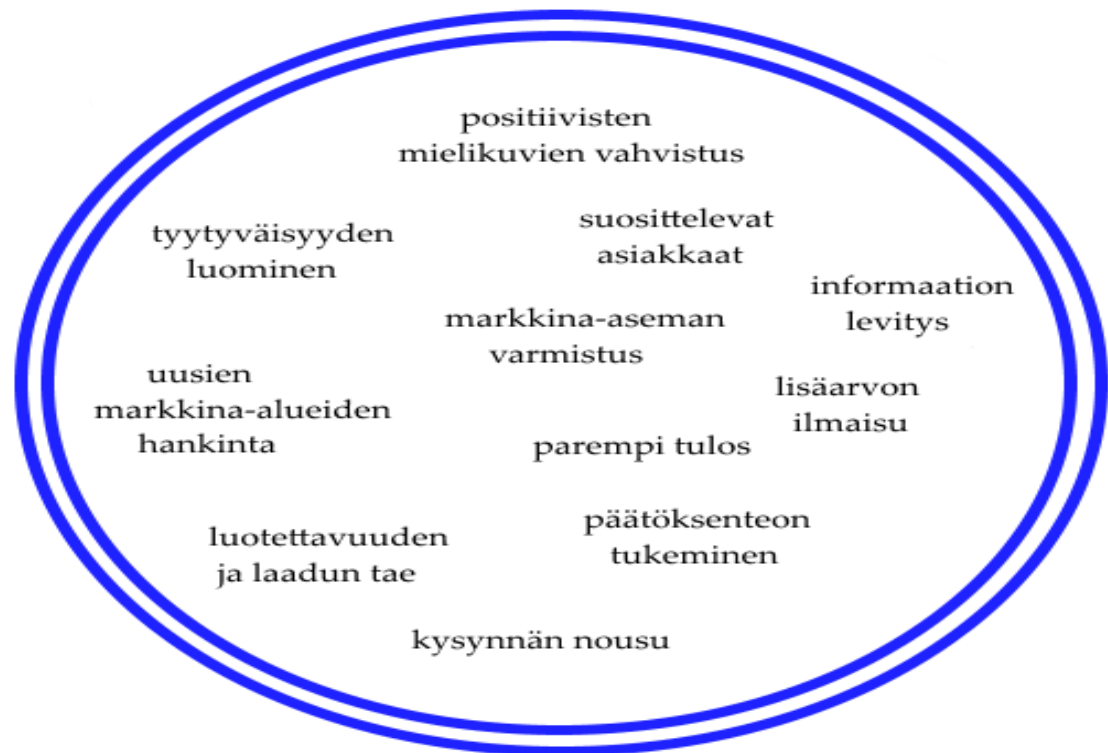 positiivisten
mielikuvien vahvistus
tyytyväisyyden
luominen
suosittelevat
asiakkaat
informaation
levitys
markkina-aseman
varmistus
uusien
markkina-alueiden
hankinta
lisäarvon
ilmaisu
parempi tulos
luotettavuuden
ja laadun tae
päätöksenteon
tukeminen
kysynnän nousu